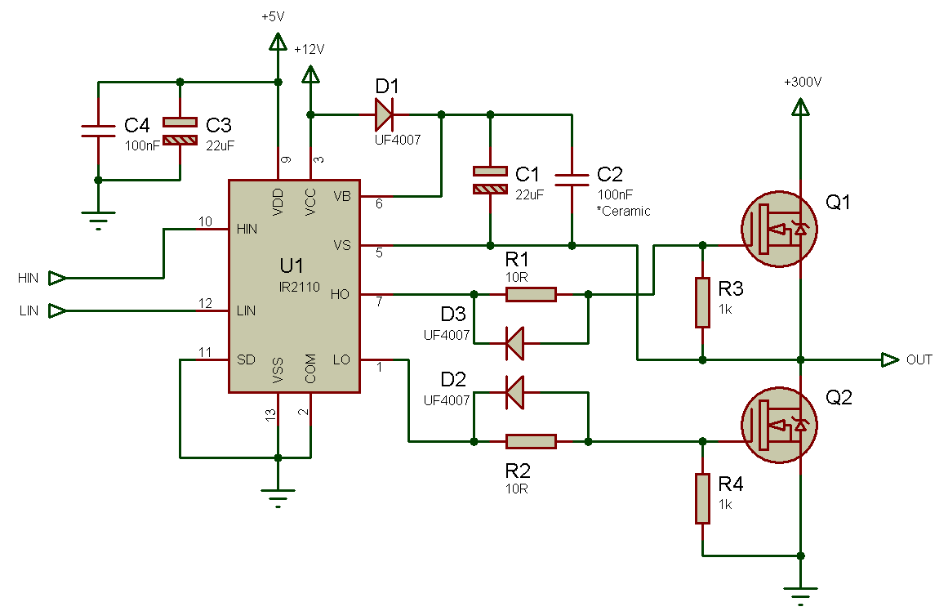 +5V
+12V
+300V
D1
UF4007
C4
100nF
C3
22uF
9
3
C1
22uF
C2
100nF
*Ceramic
VDD
VCC
VB
6
Q1
10
HIN
VS
5
R1
10R
U1
IR2110
HIN
HO
7
R3
1k
LIN
12
LIN
D3
UF4007
11
SD
VSS
COM
LO
1
OUT
D2
UF4007
Q2
13
2
R2
10R
R4
1k